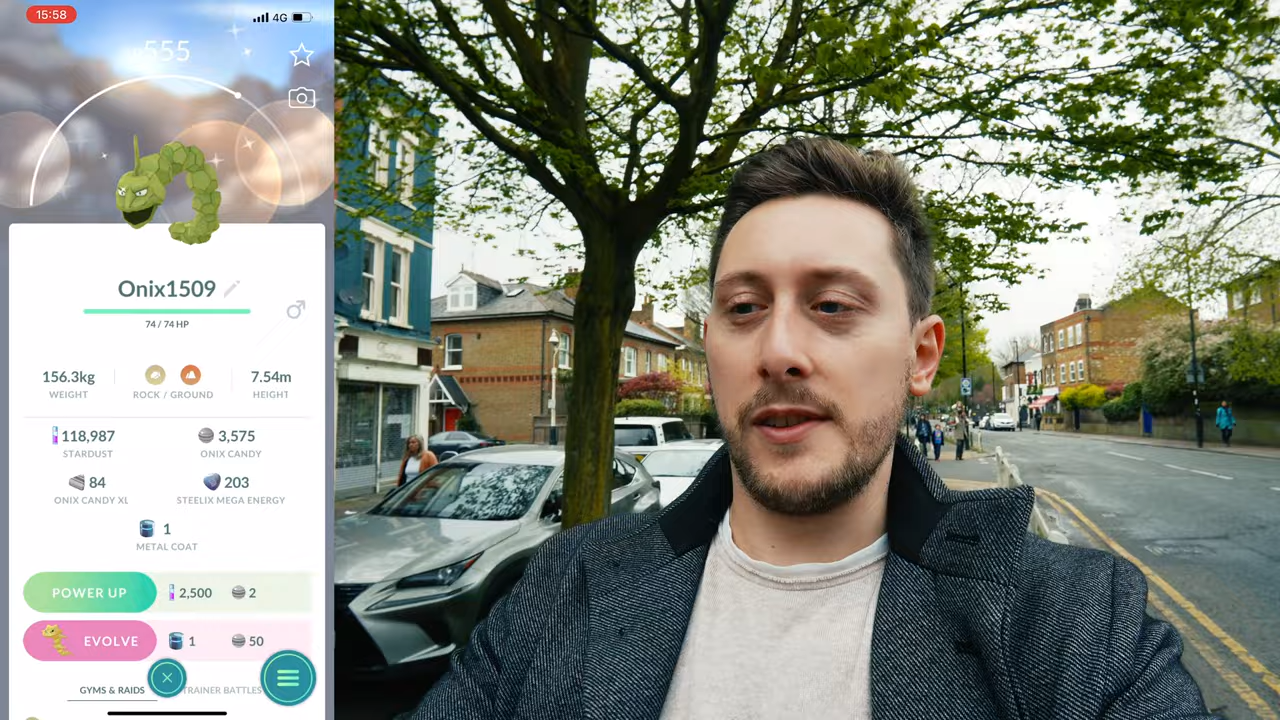 15:58
4G
555
Onix1509
74 / 74 HP
156.3kg
WEIGHT
ROCK / GROUND
7.54m
HEIGHT
118,987
STARDUST
3,575
ONIX CANDY
84
ONIX CANDY XL
203
STEELIX MEGA ENERGY
1
METAL COAT
POWER UP
2,500
2
EVOLVE
1
50
GYMS & RAIDS
TRAINER BATTLES